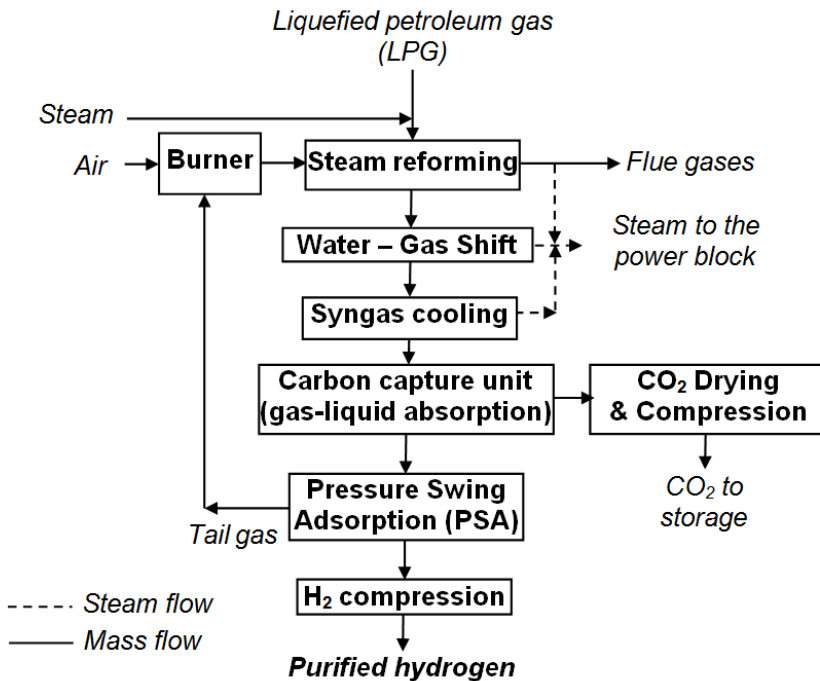 Liquefied petroleum gas
(LPG)
Steam
Air
Burner
Steam reforming
Flue gases
Water – Gas Shift
Steam to the
power block
Syngas cooling
Carbon capture unit
(gas-liquid absorption)
CO₂ Drying
& Compression
Pressure Swing
Adsorption (PSA)
Tail gas
CO₂ to
storage
H₂ compression
Steam flow
Mass flow
Purified hydrogen